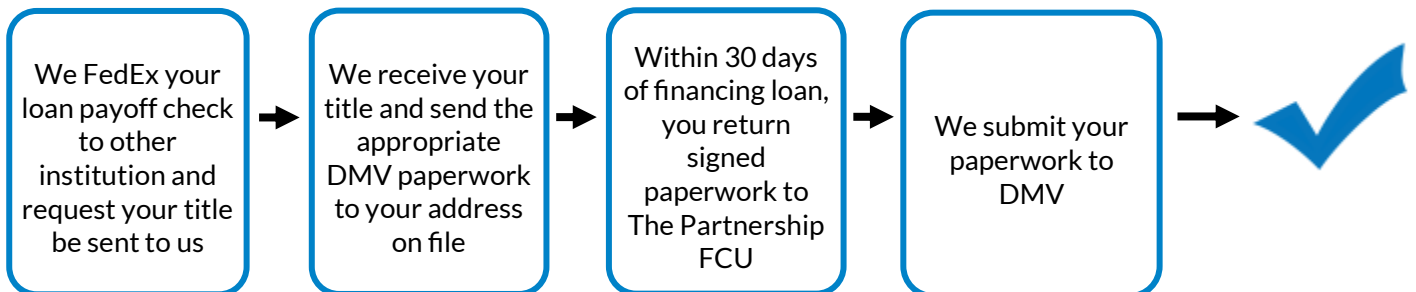 We FedEx your
loan payoff check
to other
institution and
request your title
be sent to us
We receive your
title and send the
appropriate
DMV paperwork
to your address
on file
Within 30 days
of financing loan,
you return
signed
paperwork to
The Partnership
FCU
We submit your
paperwork to
DMV